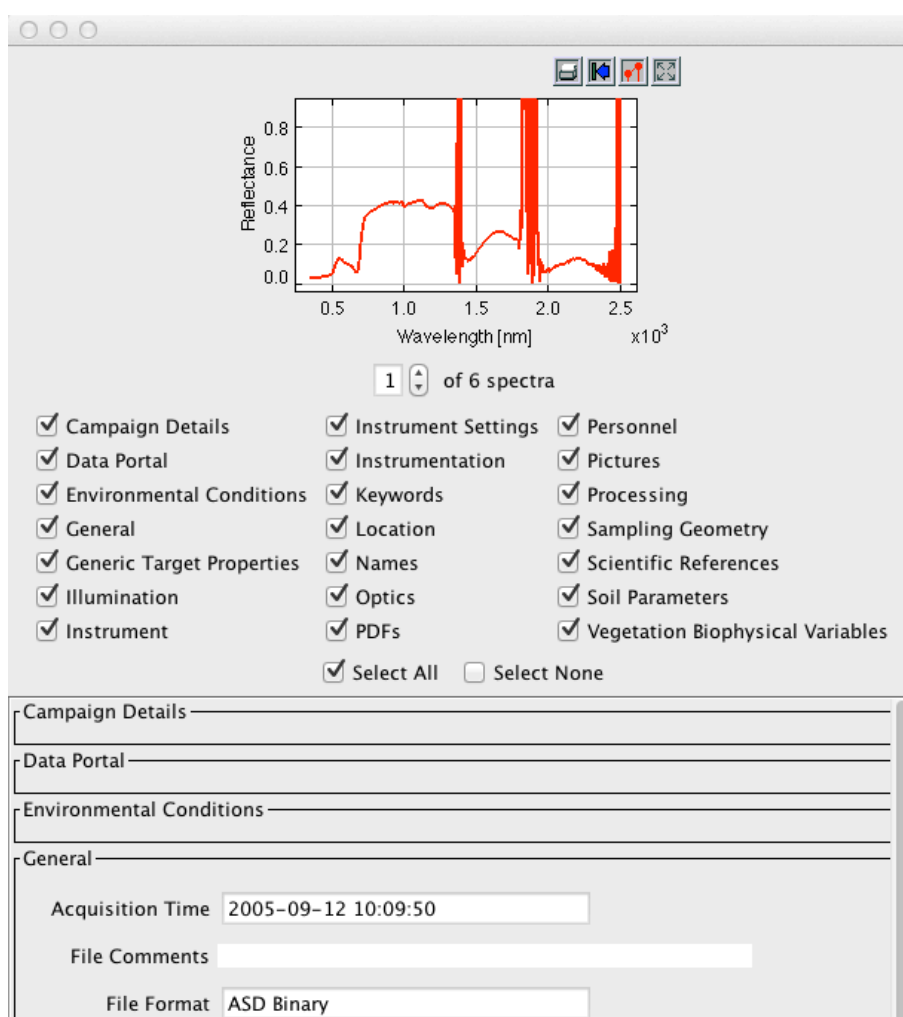 0.8
0.6
0.4
0.2
0.0
Reflectance
0.5 1.0 1.5 2.0 2.5
Wavelength [nm] x10³
1 of 6 spectra
Campaign Details Instrument Settings Personnel
Data Portal Instrumentation Pictures
Environmental Conditions Keywords Processing
General Location Sampling Geometry
Generic Target Properties Names Scientific References
Illumination Optics Soil Parameters
Instrument PDFs Vegetation Biophysical Variables
Select All Select None
Campaign Details
Data Portal
Environmental Conditions
General
Acquisition Time 2005-09-12 10:09:50
File Comments
File Format ASD Binary